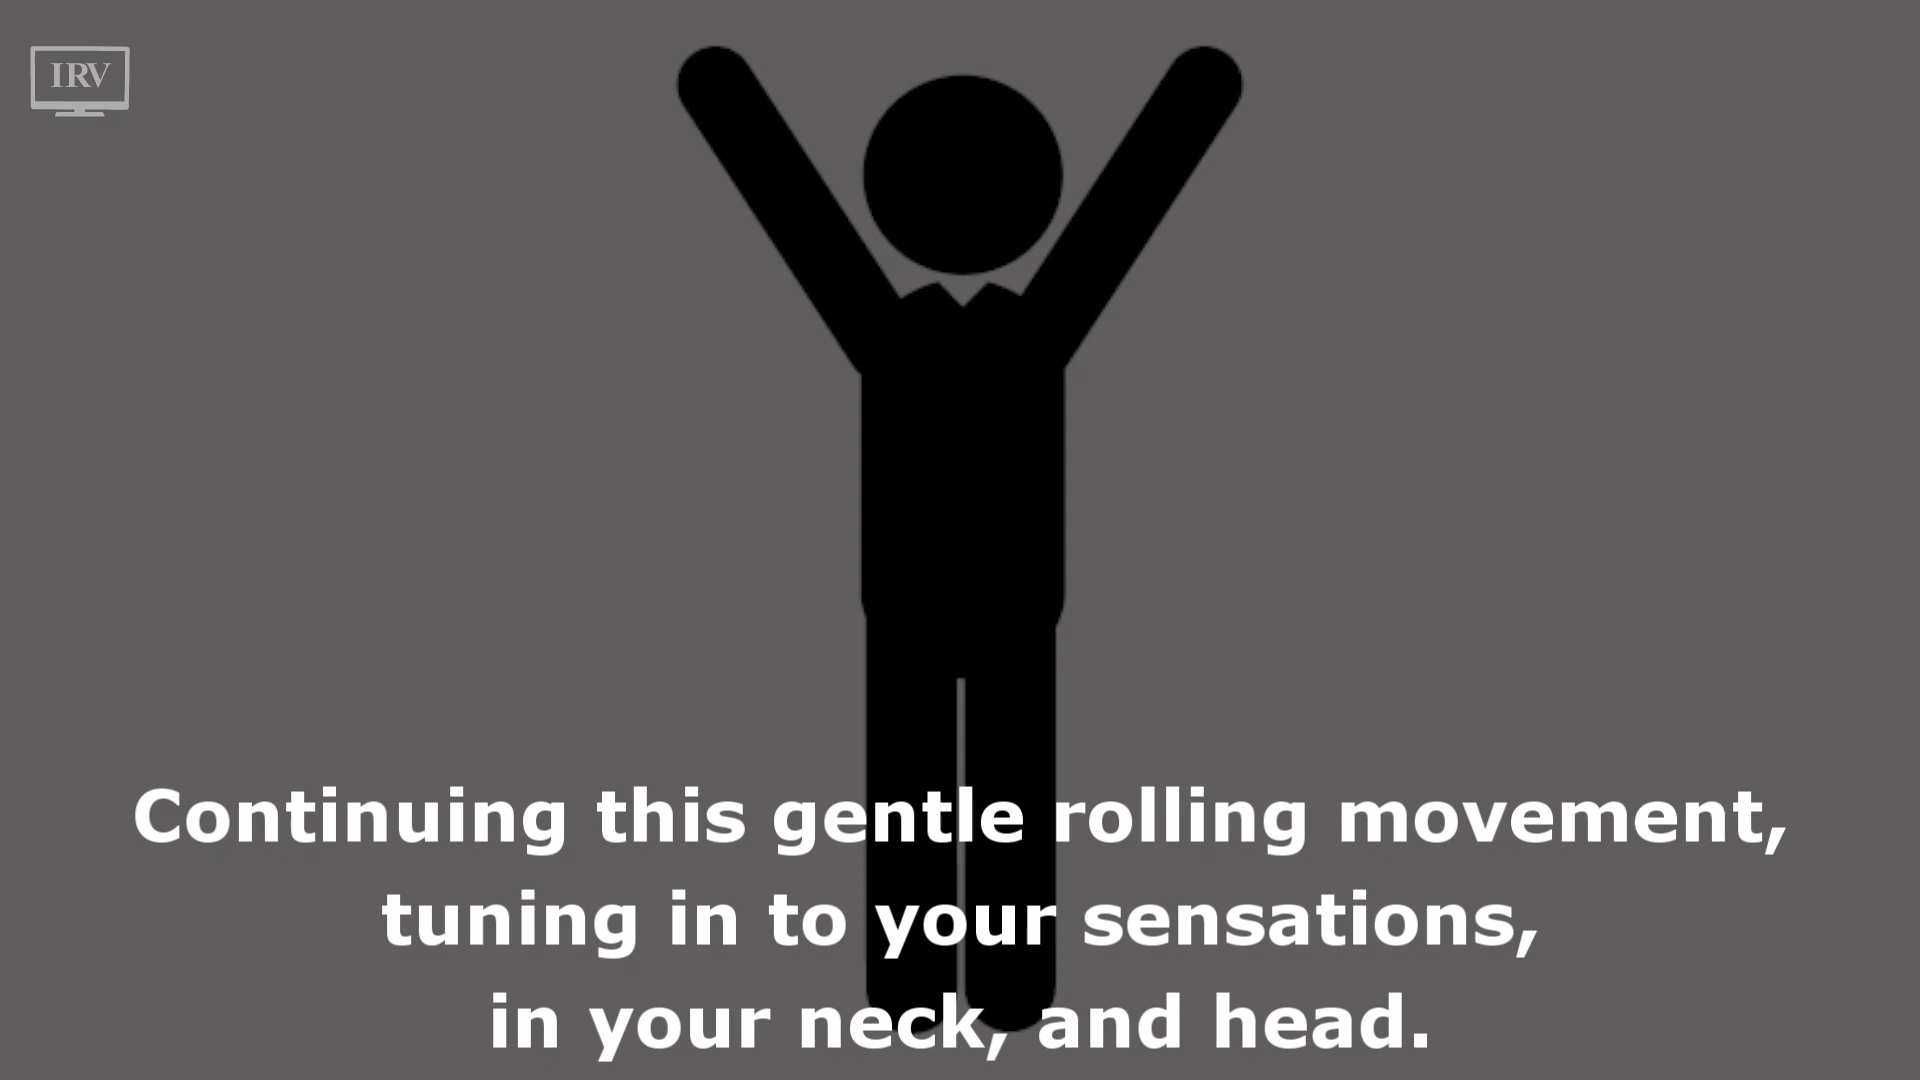 IRV
Continuing this gentle rolling movement,
tuning in to your sensations,
in your neck, and head.